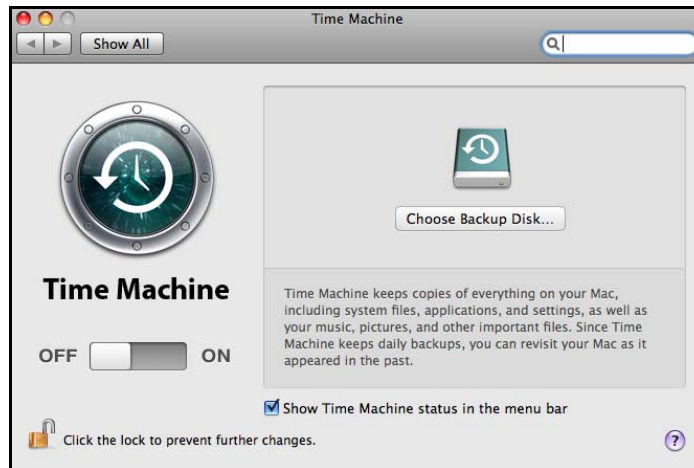 Time Machine
Show All
Choose Backup Disk...
Time Machine
OFF ON
Time Machine keeps copies of everything on your Mac,
including system files, applications, and settings, as well as
your music, pictures, and other important files. Since Time
Machine keeps daily backups, you can revisit your Mac as it
appeared in the past.
Show Time Machine status in the menu bar
Click the lock to prevent further changes.
?